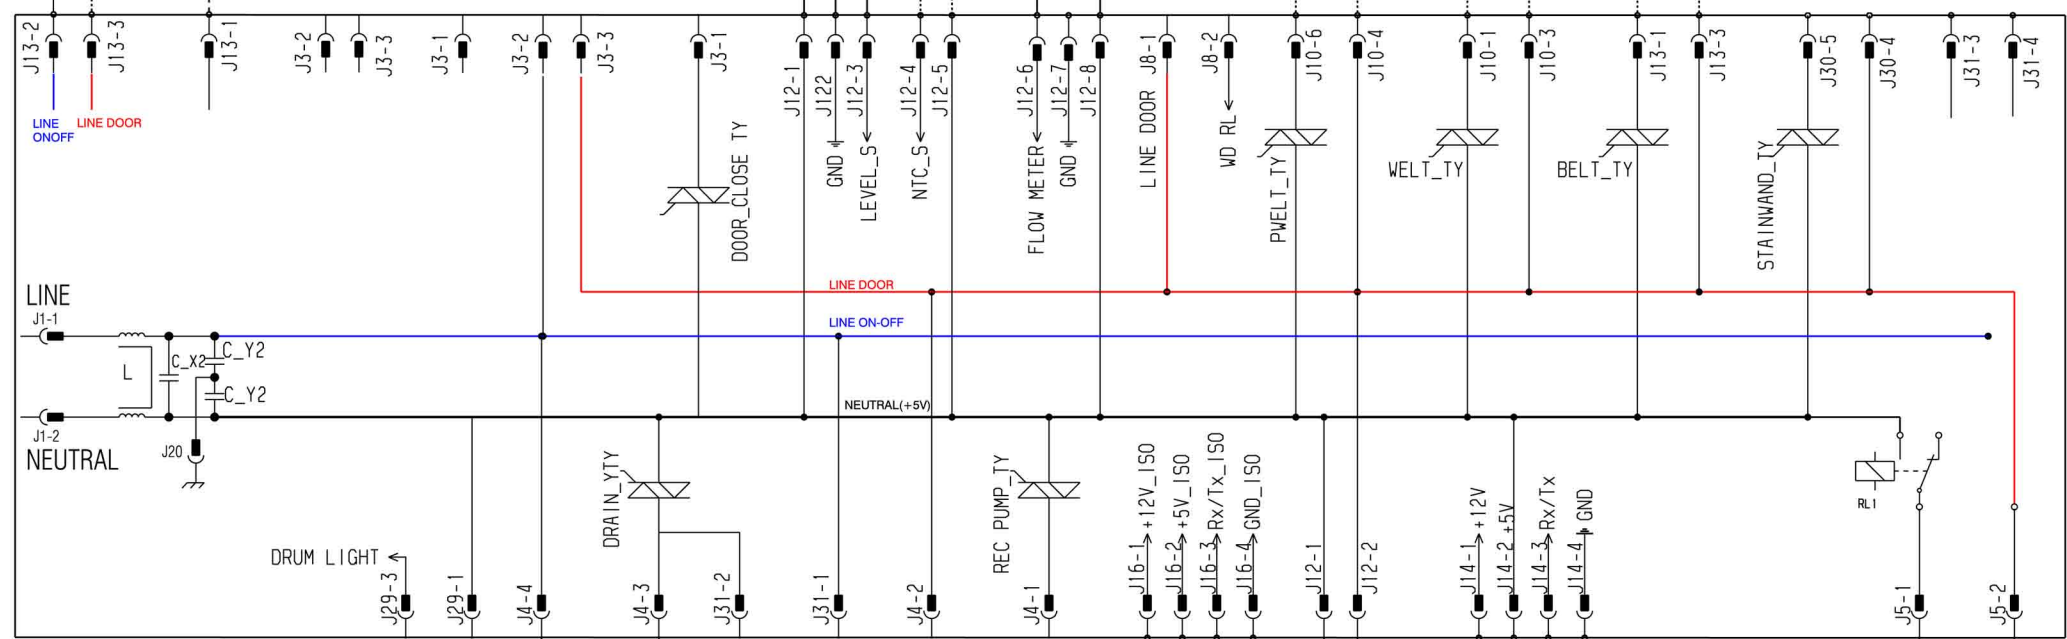 J13-2
J13-3
J13-1
J3-2
J3-3
J3-1
J3-2
J3-3
J3-1
J12-1
J122
J12-3
J12-4
J12-5
J12-6
J12-7
J12-8
J8-1
J8-2
J10-6
J10-4
J10-1
J10-3
J13-1
J13-3
J30-5
J30-4
J31-3
J31-4
LINE
ONOFF
LINE DOOR
DOOR_CLOSE TY
GND
LEVEL_S
NTC_S
FLOW METER
GND
LINE DOOR
WD RL
PWELT_TY
WELT_TY
BELT_TY
STAINWAND_TY
LINE DOOR
LINE
J1-1
LINE ON-OFF
L
C_X2
C_Y2
C_Y2
NEUTRAL(+5V)
J1-2
NEUTRAL
J20
DRAIN_YTY
REC PUMP_TY
+12V_ISO
+5V_ISO
Rx/Tx_ISO
GND_ISO
+12V
+5V
Rx/Tx
GND
RL1
DRUM LIGHT
J29-3
J29-1
J4-4
J4-3
J31-2
J31-1
J4-2
J4-1
J16-1
J16-2
J16-3
J16-4
J12-1
J12-2
J14-1
J14-2
J14-3
J14-4
J5-1
J5-2